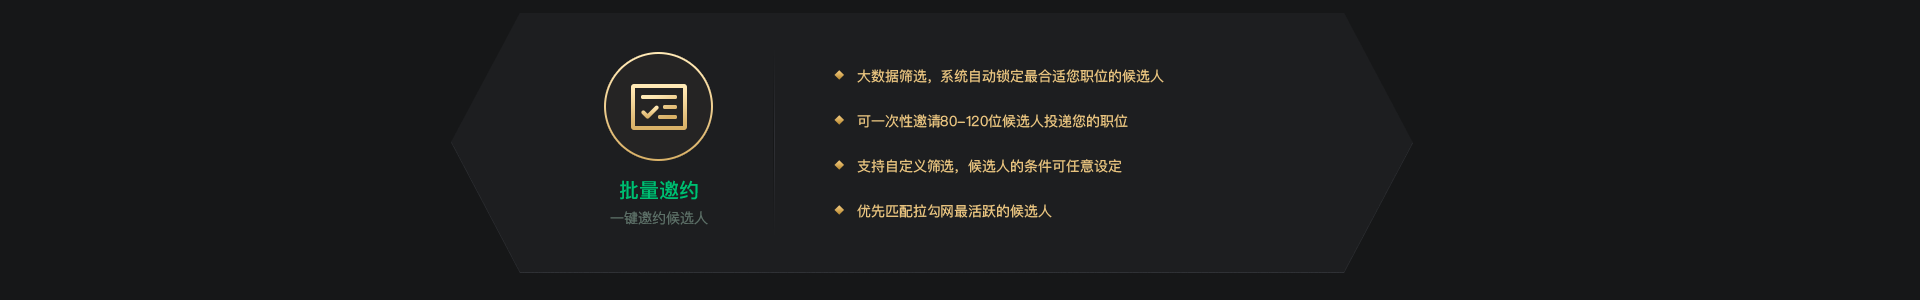 批量邀约
一键邀约候选人
大数据筛选，系统自动锁定最合适您职位的候选人
可一次性邀请80-120位候选人投递您的职位
支持自定义筛选，候选人的条件可任意设定
优先匹配拉勾网最活跃的候选人